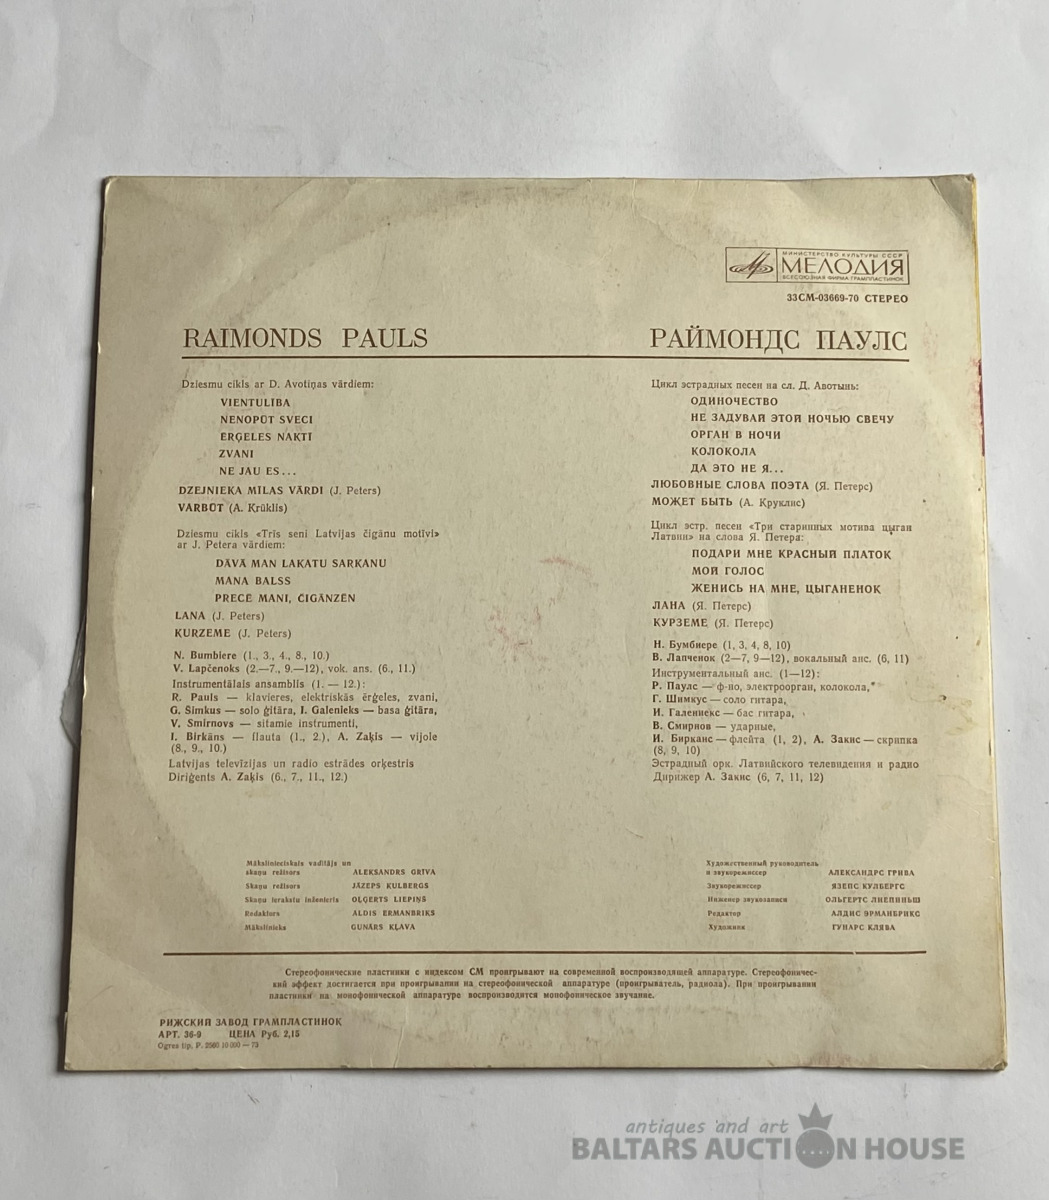 МИНИСТЕРСТВО КУЛЬТУРЫ СССР
МЕЛОДИЯ
ВСЕСОЮЗНАЯ ФИРМА ГРАМПЛАСТИНОК
33СМ-03669-70 СТЕРЕО
RAIMONDS PAULS
Dziesmu cikls ar D. Avotiņas vārdiem:
VIENTULĪBA
NENOPŪT SVECI
ĒRĢELES NAKTĪ
ZVANI
NE JAU ES...
DZEJNIEKA MĪLAS VĀRDI (J. Peters)
VARBŪT (A. Krūklis)
Dziesmu cikls «Trīs seni Latvijas čigānu motīvi»
ar J. Petera vārdiem:
DĀVĀ MAN LAKATU SARKANU
MANA BALSS
PRECĒ MANI, ČIGĀNZĒN
LANA (J. Peters)
KURZEME (J. Peters)
N. Bumbiere (1., 3., 4., 8., 10.)
V. Lapčenoks (2.—7., 9.—12), vok. ans. (6., 11.)
Instrumentālais ansamblis (1. — 12.):
R. Pauls — klavieres, elektriskās ērģeles, zvani,
G. Šimkus — solo ģitāra, I. Galenieks — basa ģitāra,
V. Smirnovs — sitamie instrumenti,
I. Birkāns — flauta (1., 2.), A. Zaķis — vijole
(8., 9., 10.)
Latvijas televīzijas un radio estrādes orķestris
Diriģents A. Zaķis (6., 7., 11., 12.)
РАЙМОНДС ПАУЛС
Цикл эстрадных песен на сл. Д. Авотынь:
ОДИНОЧЕСТВО
НЕ ЗАДУВАЙ ЭТОЙ НОЧЬЮ СВЕЧУ
ОРГАН В НОЧИ
КОЛОКОЛА
ДА ЭТО НЕ Я...
ЛЮБОВНЫЕ СЛОВА ПОЭТА (Я. Петерс)
МОЖЕТ БЫТЬ (А. Круклис)
Цикл эстр. песен «Три старинных мотива цыган
Латвии» на слова Я. Петера:
ПОДАРИ МНЕ КРАСНЫЙ ПЛАТОК
МОЙ ГОЛОС
ЖЕНИСЬ НА МНЕ, ЦЫГАНЕНОК
ЛАНА (Я. Петерс)
КУРЗЕМЕ (Я. Петерс)
Н. Бумбиере (1, 3, 4, 8, 10)
В. Лапченок (2—7, 9—12), вокальный анс. (6, 11)
Инструментальный анс. (1—12):
Р. Паулс — ф-но, электроорган, колокола,
Г. Шимкус — соло гитара,
И. Галениекс — бас гитара,
В. Смирнов — ударные,
И. Бирканс — флейта (1, 2), А. Закис — скрипка
(8, 9, 10)
Эстрадный орк. Латвийского телевидения и радио
Дирижер А. Закис (6, 7, 11, 12)
Mākslinieciskais vadītājs un
skaņu režisors ALEKSANDRS GRĪVA
Skaņu režisors JĀZEPS KULBERGS
Skaņu ierakstu inženieris OĻĢERTS LIEPIŅŠ
Redaktors ALDIS ERMANBRIKS
Mākslinieks GUNĀRS KĻAVA
Художественный руководитель
и звукорежиссер АЛЕКСАНДРС ГРИВА
Звукорежиссер ЯЗЕПС КУЛБЕРГС
Инженер звукозаписи ОЛЬГЕРТС ЛИЕПИНЬШ
Редактор АЛДИС ЭРМАНБРИКС
Художник ГУНАРС КЛЯВА
Стереофонические пластинки с индексом СМ проигрывают на современной воспроизводящей аппаратуре. Стереофоничес-
кий эффект достигается при проигрывании на стереофонической аппаратуре (проигрыватель, радиола). При проигрывании
пластинки на монофонической аппаратуре воспроизводится монофоническое звучание.
РИЖСКИЙ ЗАВОД ГРАМПЛАСТИНОК
АРТ. 36-9 ЦЕНА Руб. 2,15
Ogres tip. P. 2560 10 000 — 73
antiques and art
BALTARS AUCTION HOUSE